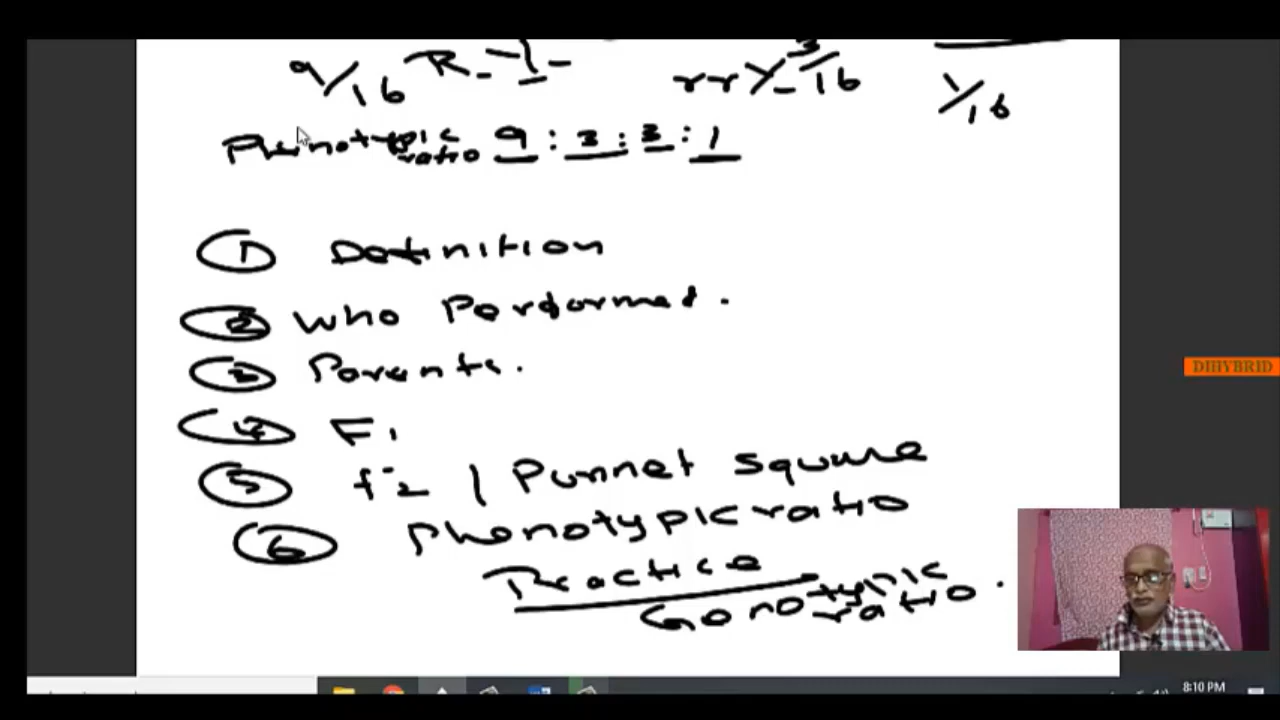 9/16 R_Y_ rrY_ 3/16 1/16
Phenotypic ratio 9 : 3 : 3 : 1
1 Definition
2 Who Performed.
3 Parents.
4 F1
5 F2 | Punnet square
6 Phenotypic ratio
Practice
Genotypic ratio.
DIHYBRID
8:10 PM